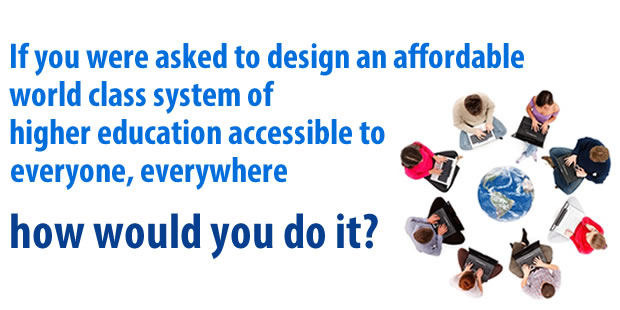 If you were asked to design an affordable
world class system of
higher education accessible to
everyone, everywhere
how would you do it?